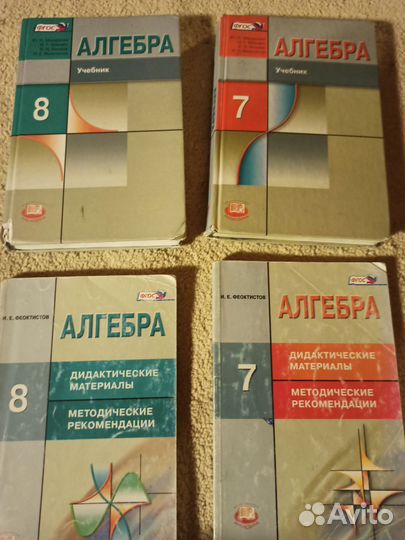 ФГОС
АЛГЕБРА
Учебник
8
ФГОС
АЛГЕБРА
Учебник
7
ФГОС
И. Е. ФЕОКТИСТОВ
АЛГЕБРА
ДИДАКТИЧЕСКИЕ
МАТЕРИАЛЫ
МЕТОДИЧЕСКИЕ
РЕКОМЕНДАЦИИ
8
ФГОС
И. Е. ФЕОКТИСТОВ
АЛГЕБРА
ДИДАКТИЧЕСКИЕ
МАТЕРИАЛЫ
МЕТОДИЧЕСКИЕ
РЕКОМЕНДАЦИИ
7
Avito